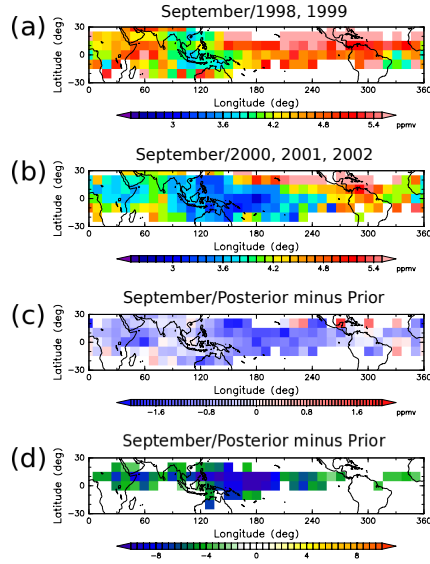 (a)
September/1998, 1999
Latitude (deg)
30
0
−30
0 60 120 180 240 300 360
Longitude (deg)
3 3.6 4.2 4.8 5.4
ppmv
(b)
September/2000, 2001, 2002
Latitude (deg)
30
0
−30
0 60 120 180 240 300 360
Longitude (deg)
3 3.6 4.2 4.8 5.4
ppmv
(c)
September/Posterior minus Prior
Latitude (deg)
30
0
−30
0 60 120 180 240 300 360
Longitude (deg)
−1.6 −0.8 0 0.8 1.6
ppmv
(d)
September/Posterior minus Prior
Latitude (deg)
30
0
−30
0 60 120 180 240 300 360
Longitude (deg)
−8 −4 0 4 8